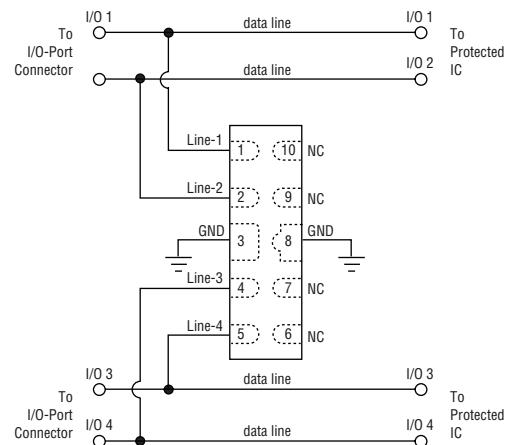 I/O 1
data line
I/O 1
To
I/O-Port
Connector
To
Protected
IC
data line
I/O 2
Line-1
1
10
NC
Line-2
2
9
NC
GND
3
8
GND
Line-3
4
7
NC
Line-4
5
6
NC
I/O 3
data line
I/O 3
To
I/O-Port
Connector
To
Protected
IC
I/O 4
data line
I/O 4